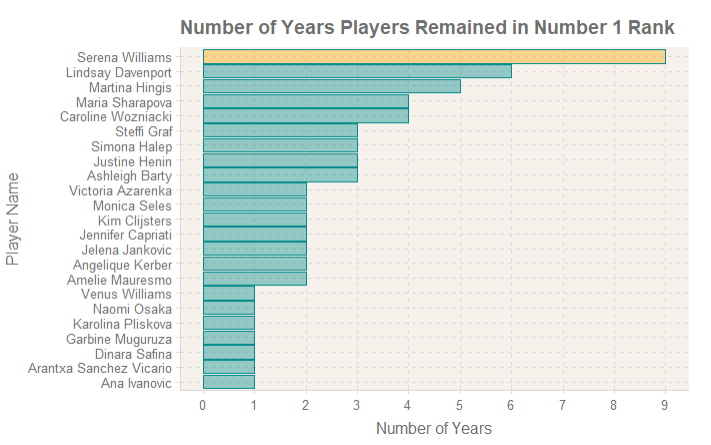 Number of Years Players Remained in Number 1 Rank
Player Name
Serena Williams
Lindsay Davenport
Martina Hingis
Maria Sharapova
Caroline Wozniacki
Steffi Graf
Simona Halep
Justine Henin
Ashleigh Barty
Victoria Azarenka
Monica Seles
Kim Clijsters
Jennifer Capriati
Jelena Jankovic
Angelique Kerber
Amelie Mauresmo
Venus Williams
Naomi Osaka
Karolina Pliskova
Garbine Muguruza
Dinara Safina
Arantxa Sanchez Vicario
Ana Ivanovic
0 1 2 3 4 5 6 7 8 9
Number of Years